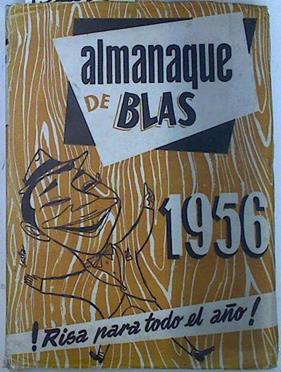 almanaque
DE BLAS
1956
! Risa para todo el año !